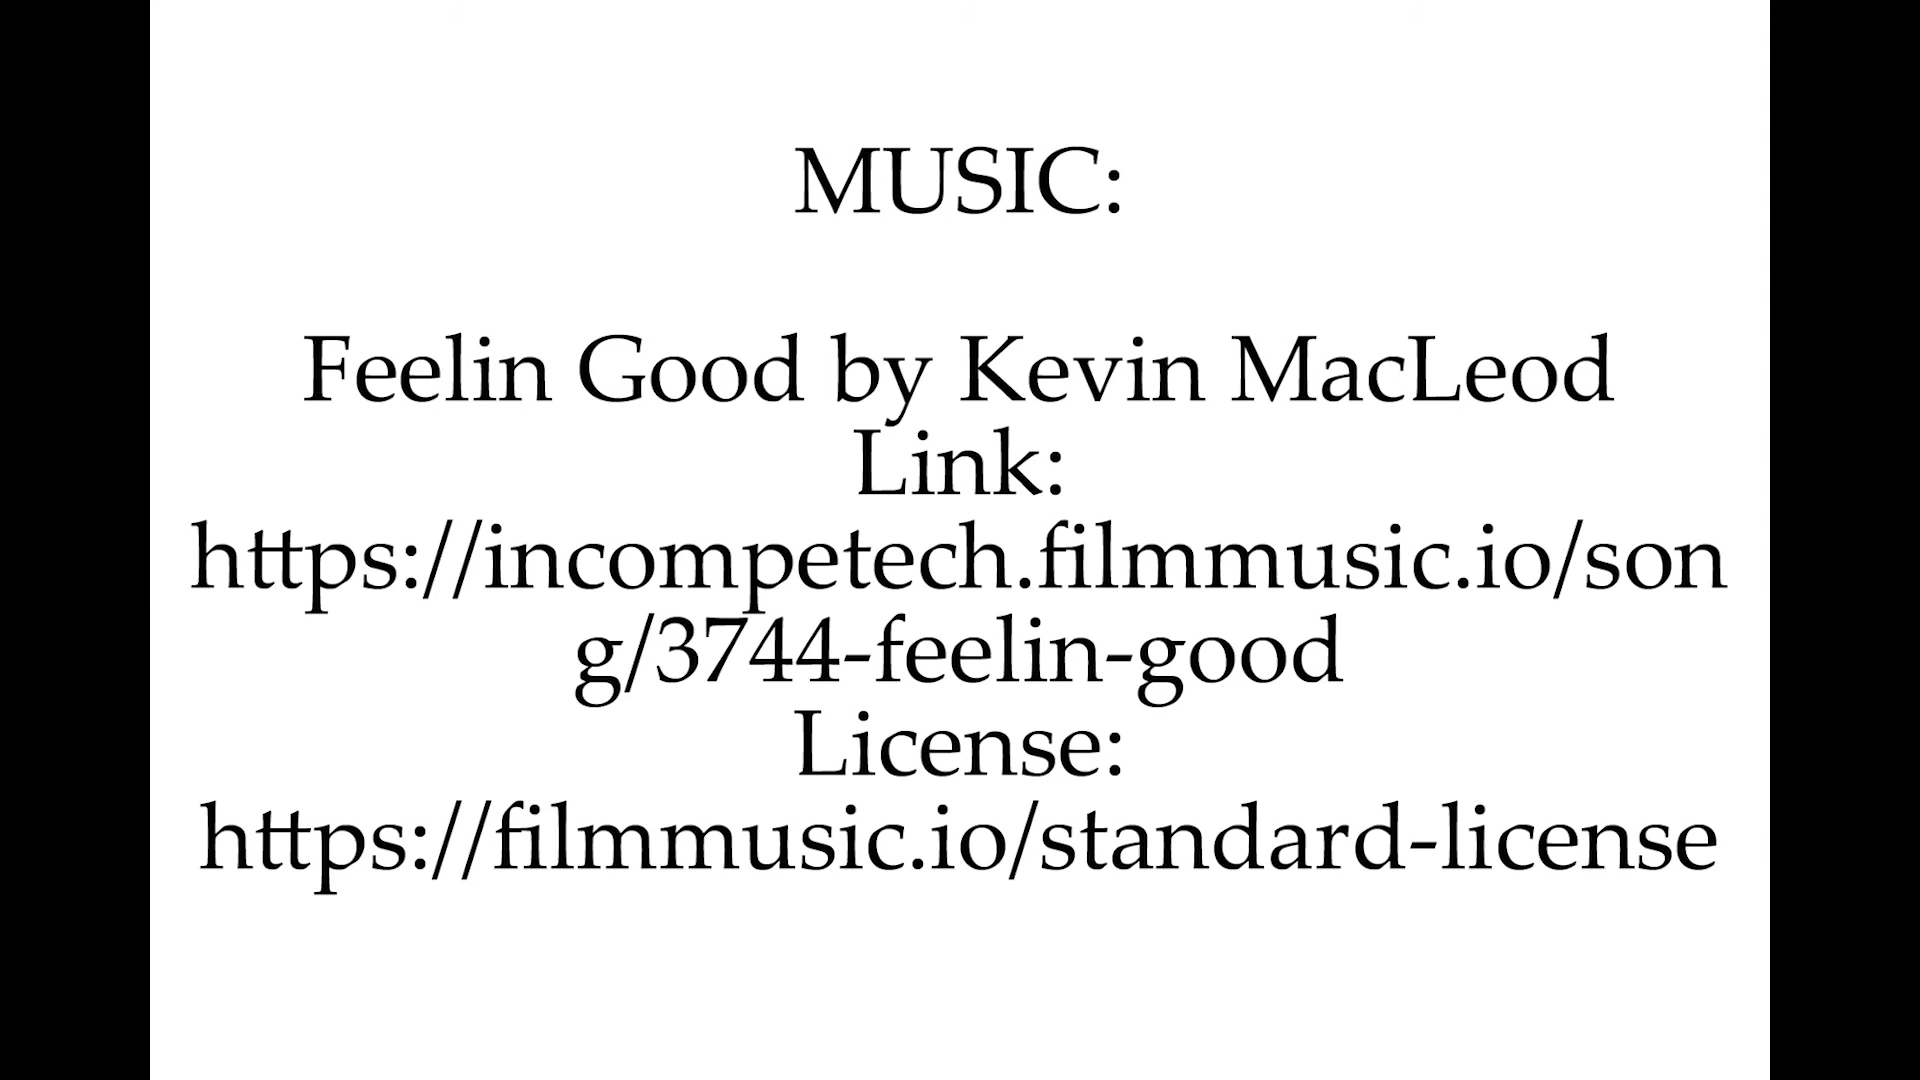 MUSIC:
Feelin Good by Kevin MacLeod
Link:
https://incompetech.filmmusic.io/son
g/3744-feelin-good
License:
https://filmmusic.io/standard-license